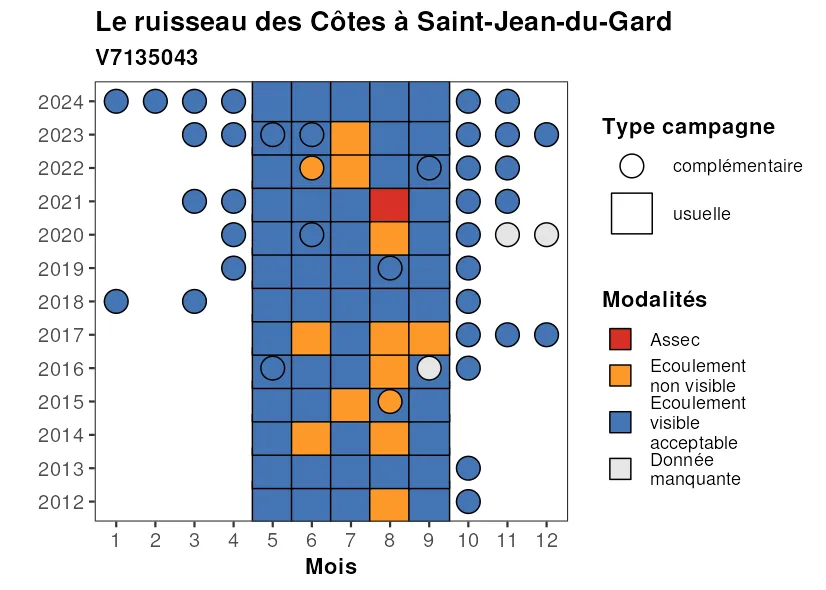 Le ruisseau des Côtes à Saint-Jean-du-Gard
V7135043
2024
2023
2022
2021
2020
2019
2018
2017
2016
2015
2014
2013
2012
1 2 3 4 5 6 7 8 9 10 11 12
Mois
Type campagne
complémentaire
usuelle
Modalités
Assec
Ecoulement
non visible
Ecoulement
visible
acceptable
Donnée
manquante